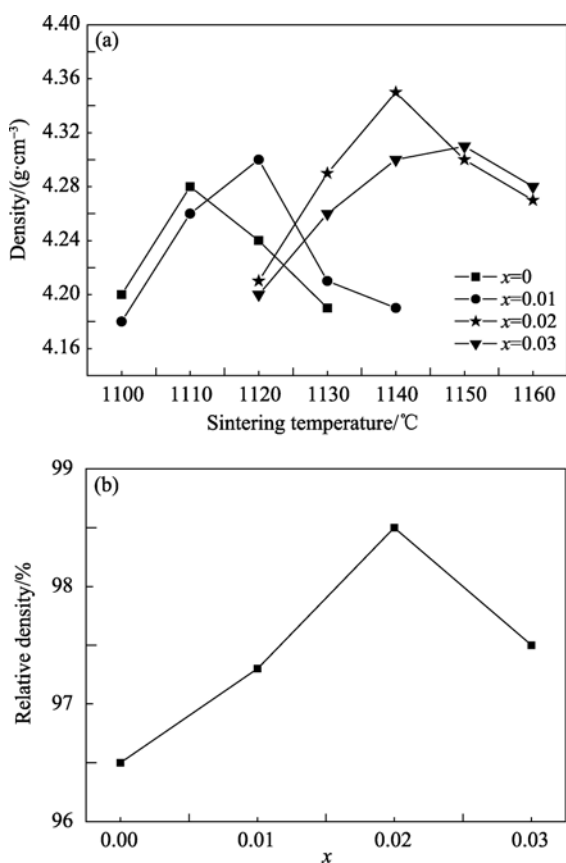 (a)
4.40
4.36
4.32
4.28
4.24
4.20
4.16
Density/(g·cm⁻³)
x=0
x=0.01
x=0.02
x=0.03
1100 1110 1120 1130 1140 1150 1160
Sintering temperature/℃
(b)
99
98
97
96
Relative density/%
0.00 0.01 0.02 0.03
x